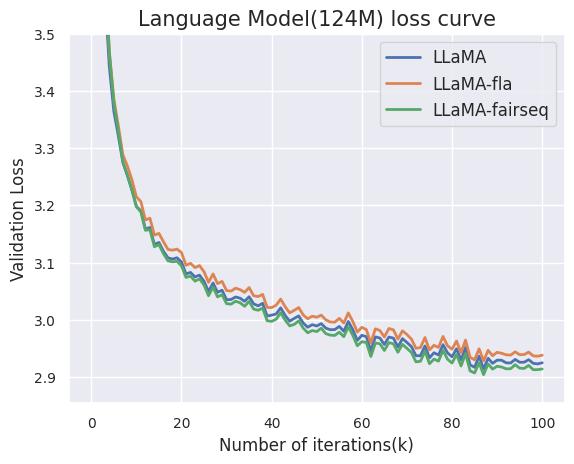 Language Model(124M) loss curve
LLaMA
LLaMA-fla
LLaMA-fairseq
Validation Loss
3.5
3.4
3.3
3.2
3.1
3.0
2.9
0 20 40 60 80 100
Number of iterations(k)